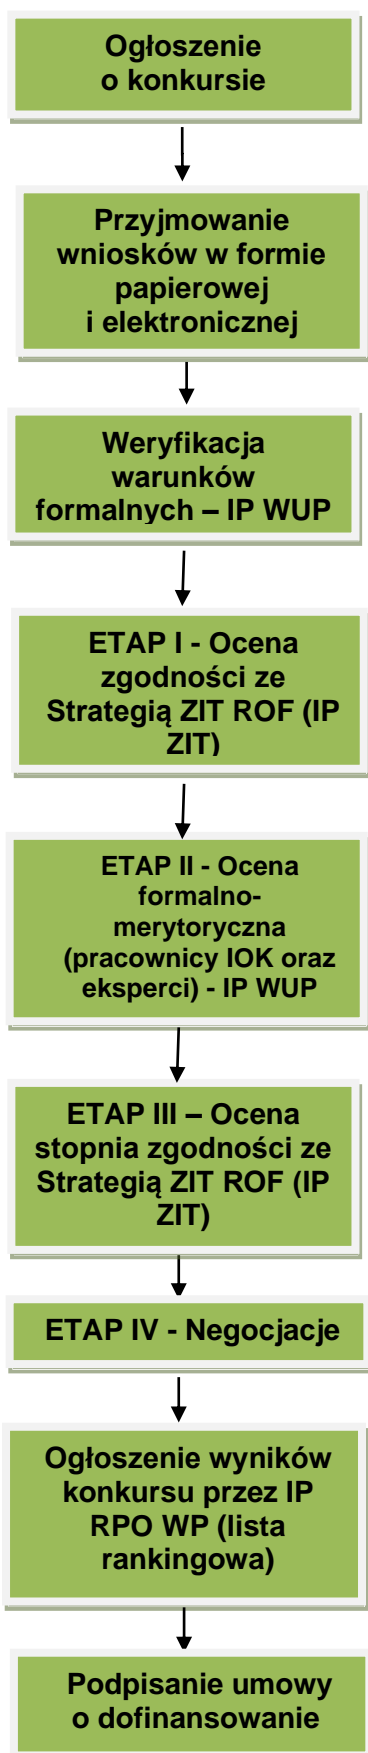 Ogłoszenie
o konkursie
Przyjmowanie
wniosków w formie
papierowej
i elektronicznej
Weryfikacja
warunków
formalnych – IP WUP
ETAP I - Ocena
zgodności ze
Strategią ZIT ROF (IP
ZIT)
ETAP II - Ocena
formalno-
merytoryczna
(pracownicy IOK oraz
eksperci) - IP WUP
ETAP III – Ocena
stopnia zgodności ze
Strategią ZIT ROF (IP
ZIT)
ETAP IV - Negocjacje
Ogłoszenie wyników
konkursu przez IP
RPO WP (lista
rankingowa)
Podpisanie umowy
o dofinansowanie